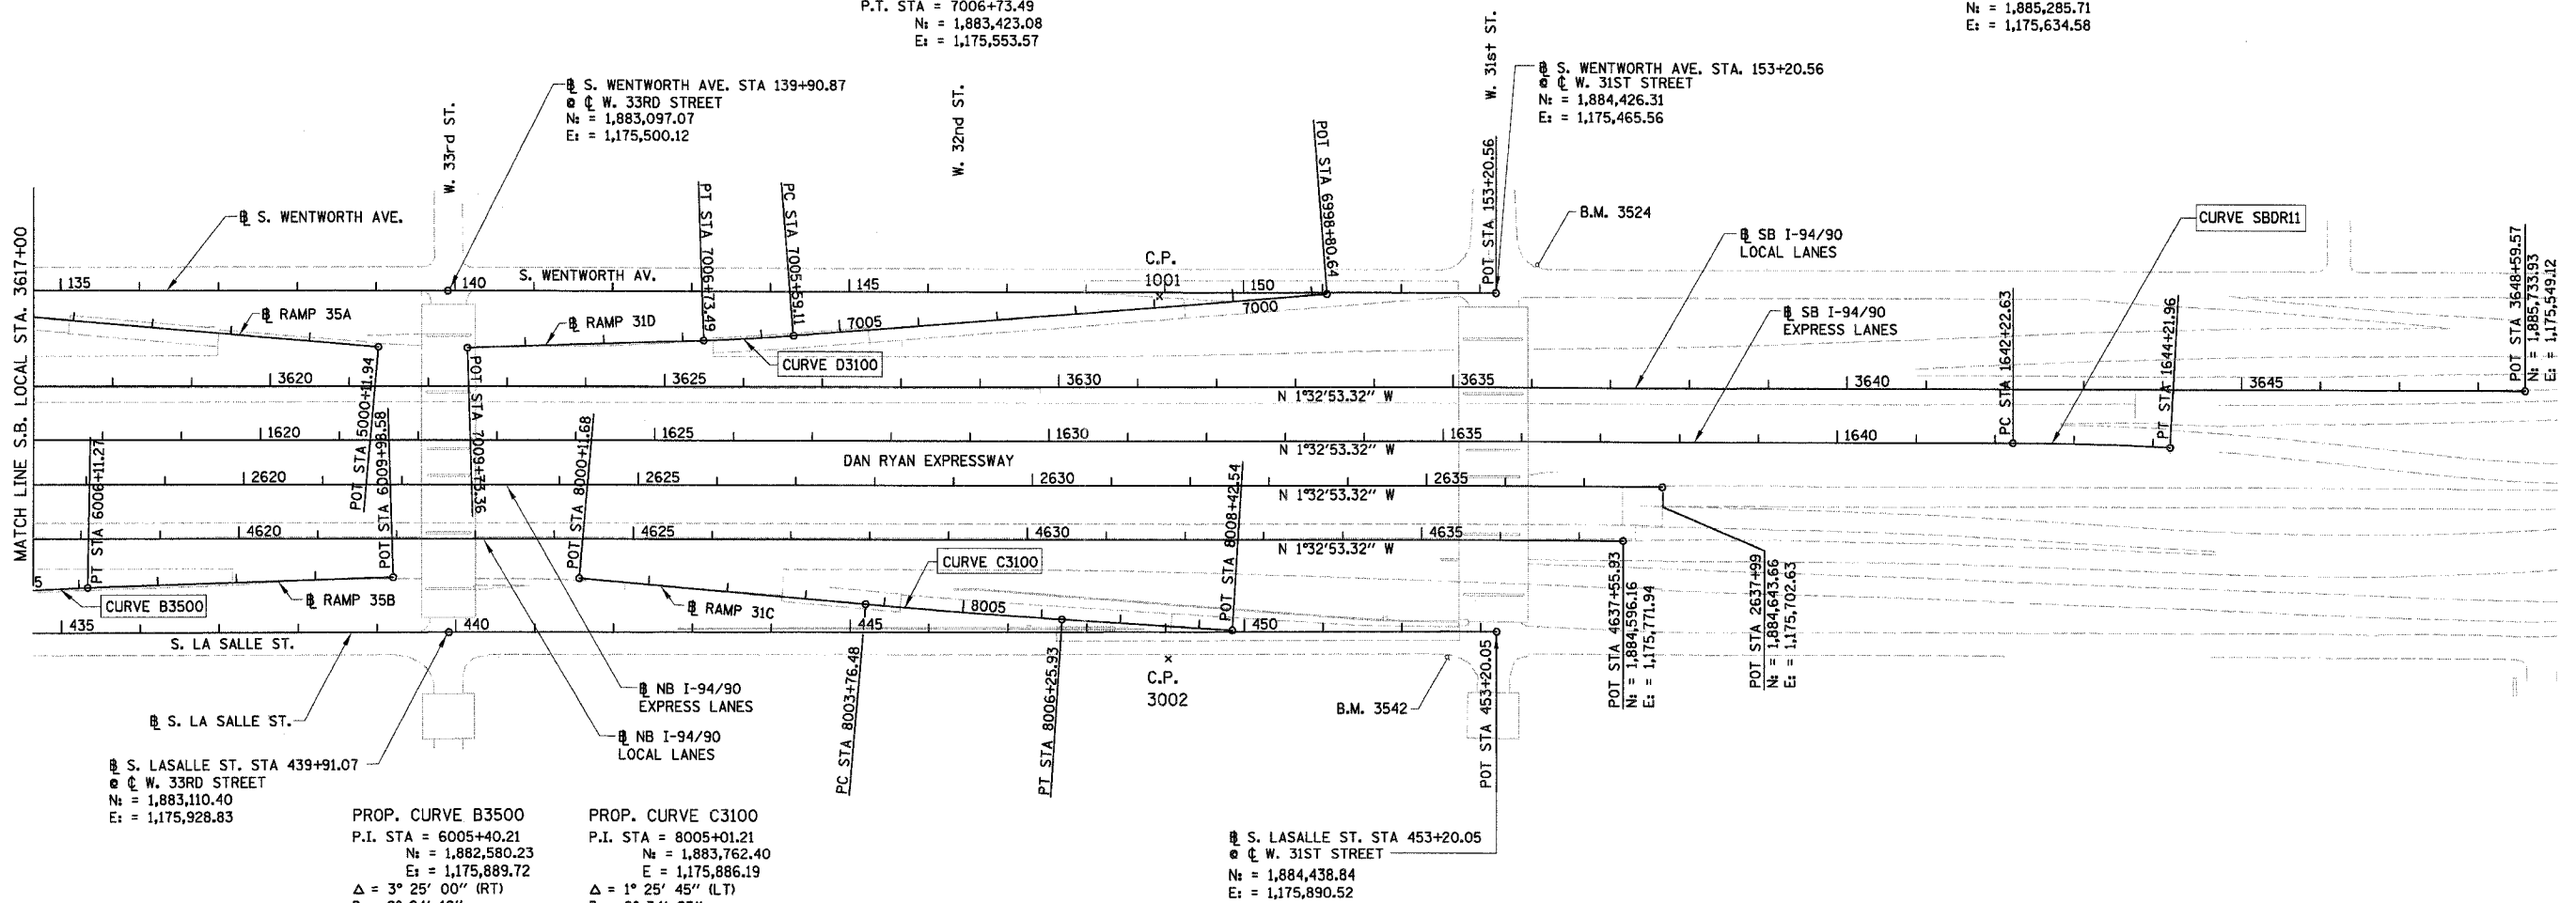 P.T. STA = 7006+73.49
N: = 1,883,423.08
E: = 1,175,553.57
N: = 1,885,285.71
E: = 1,175,634.58
W. 33rd ST.
W. 32nd ST.
W. 31st ST.
℄ S. WENTWORTH AVE. STA 139+90.87
@ ℄ W. 33RD STREET
N: = 1,883,097.07
E: = 1,175,500.12
℄ S. WENTWORTH AVE. STA. 153+20.56
@ ℄ W. 31ST STREET
N: = 1,884,426.31
E: = 1,175,465.56
MATCH LINE S.B. LOCAL STA. 3617+00
℄ S. WENTWORTH AVE.
PT STA 7006+73.49
PC STA 7005+59.11
POT STA 6998+80.64
POT STA 153+20.56
B.M. 3524
℄ SB I-94/90
LOCAL LANES
CURVE SBDR11
POT STA 3648+59.57
N: = 1,885,733.93
E: = 1,175,549.12
135
140
S. WENTWORTH AV.
145
C.P.
1001
150
7000
7005
℄ RAMP 35A
℄ RAMP 31D
CURVE D3100
℄ SB I-94/90
EXPRESS LANES
PC STA 1642+22.63
PT STA 1644+21.96
3620
3625
3630
3635
3640
3645
N 1°32'53.32" W
POT STA 5000+11.94
POT STA 7009+73.36
1620
1625
1630
1635
1640
N 1°32'53.32" W
DAN RYAN EXPRESSWAY
PT STA 6006+11.27
POT STA 6009+98.58
POT STA 8000+11.68
POT STA 8008+42.54
2620
2625
2630
2635
N 1°32'53.32" W
4620
4625
4630
4635
N 1°32'53.32" W
5
CURVE B3500
℄ RAMP 35B
℄ RAMP 31C
CURVE C3100
8005
435
440
445
450
S. LA SALLE ST.
POT STA 4637+55.93
N: = 1,884,596.16
E: = 1,175,771.94
POT STA 2637+99
N: = 1,884,643.66
E: = 1,175,702.63
PC STA 8003+76.48
PT STA 8006+25.93
C.P.
3002
B.M. 3542
POT STA 453+20.05
℄ S. LA SALLE ST.
℄ NB I-94/90
EXPRESS LANES
℄ NB I-94/90
LOCAL LANES
℄ S. LASALLE ST. STA 439+91.07
@ ℄ W. 33RD STREET
N: = 1,883,110.40
E: = 1,175,928.83
PROP. CURVE B3500
P.I. STA = 6005+40.21
N: = 1,882,580.23
E: = 1,175,889.72
Δ = 3° 25' 00" (RT)
PROP. CURVE C3100
P.I. STA = 8005+01.21
N: = 1,883,762.40
E = 1,175,886.19
Δ = 1° 25' 45" (LT)
℄ S. LASALLE ST. STA 453+20.05
@ ℄ W. 31ST STREET
N: = 1,884,438.84
E: = 1,175,890.52